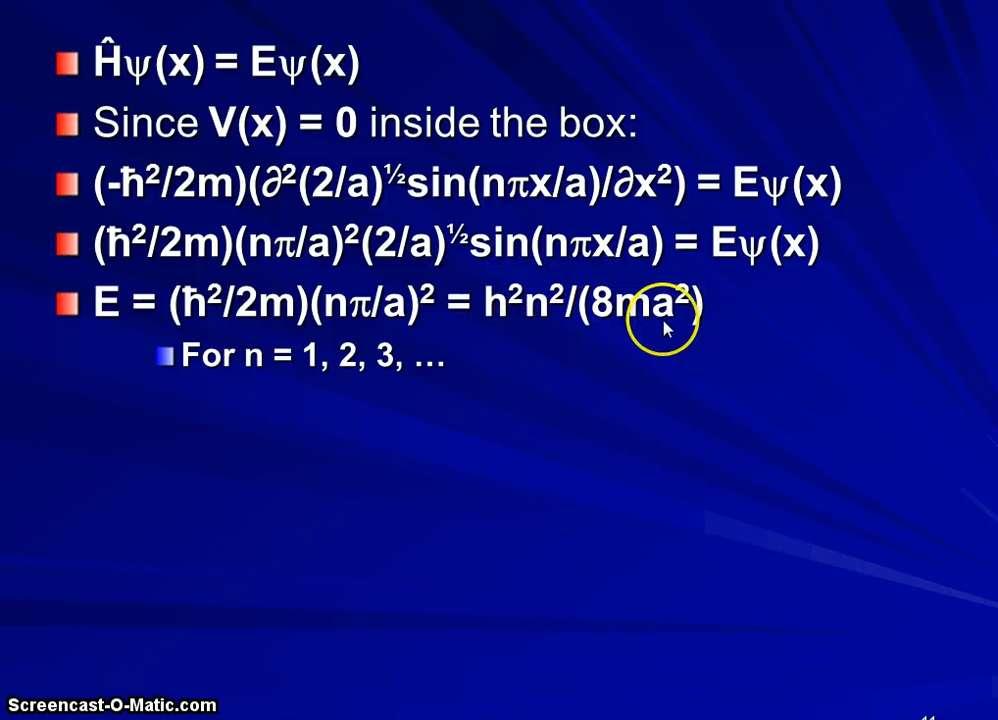 Ĥψ(x) = Eψ(x)
Since V(x) = 0 inside the box:
(-ħ²/2m)(∂²(2/a)^½sin(nπx/a)/∂x²) = Eψ(x)
(ħ²/2m)(nπ/a)²(2/a)^½sin(nπx/a) = Eψ(x)
E = (ħ²/2m)(nπ/a)² = h²n²/(8ma²)
For n = 1, 2, 3, …
Screencast-O-Matic.com